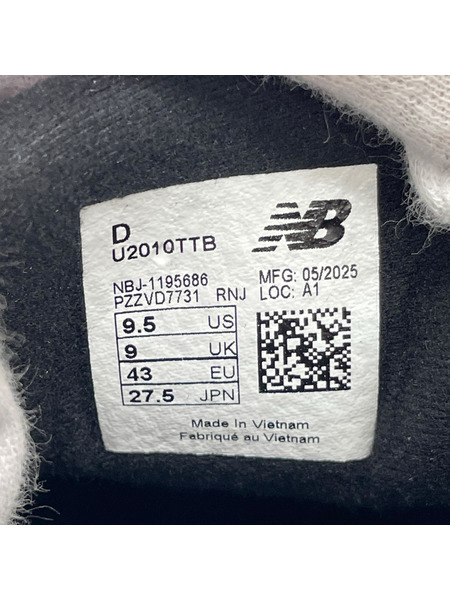 D
U2010TTB
NB
NBJ-1195686
PZZVD7731 RNJ
MFG: 05/2025
LOC: A1
9.5 US
9 UK
43 EU
27.5 JPN
Made In Vietnam
Fabriqué au Vietnam